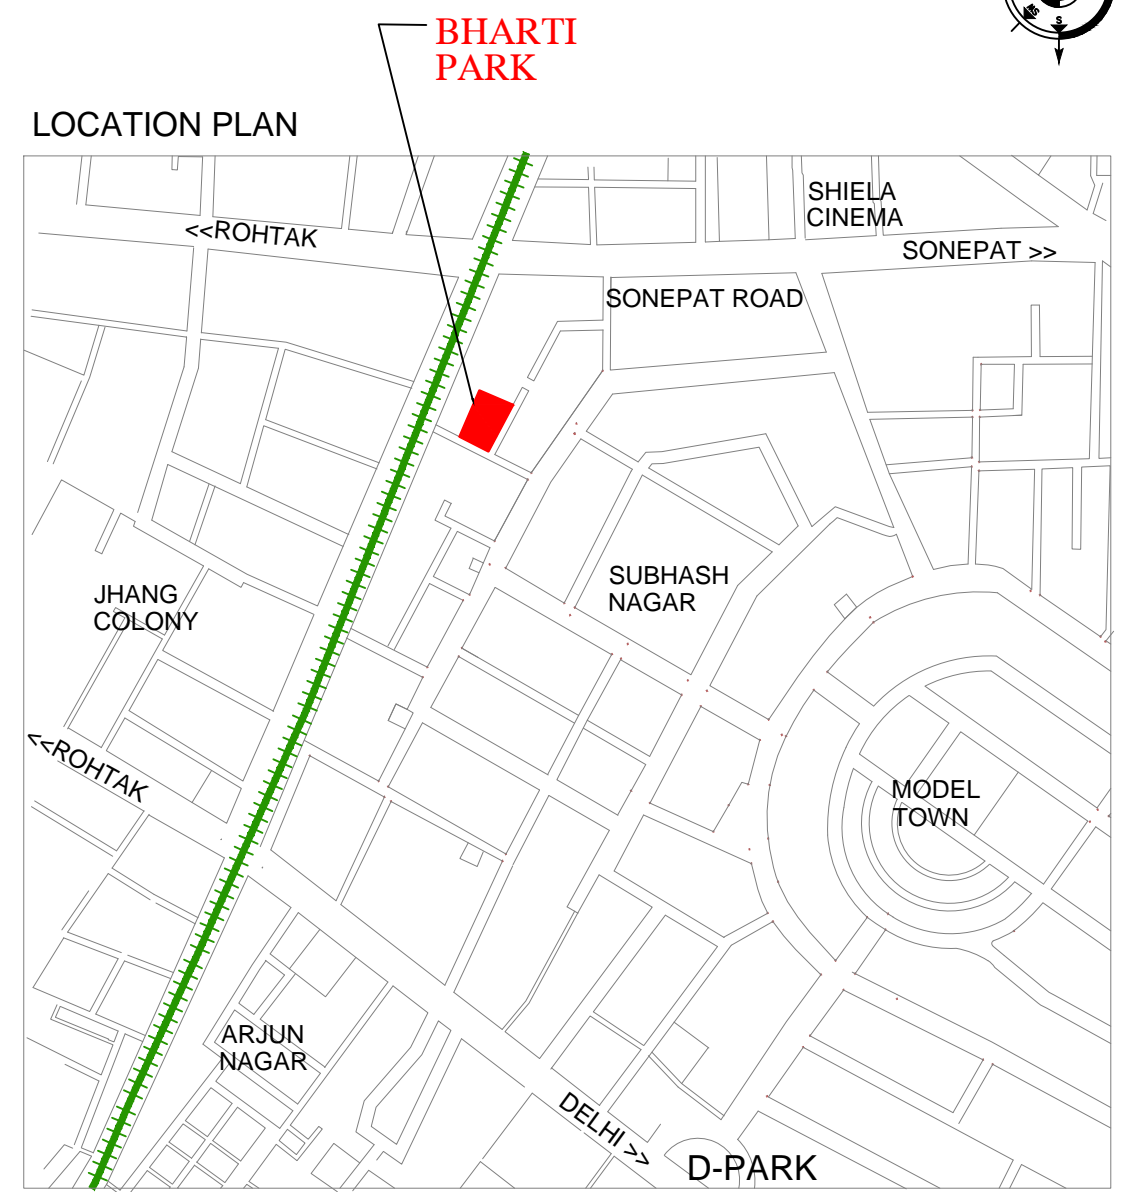 BHARTI
PARK
SW
S
LOCATION PLAN
SHIELA
CINEMA
<<ROHTAK
SONEPAT >>
SONEPAT ROAD
JHANG
COLONY
SUBHASH
NAGAR
<<ROHTAK
MODEL
TOWN
ARJUN
NAGAR
DELHI >>
D-PARK